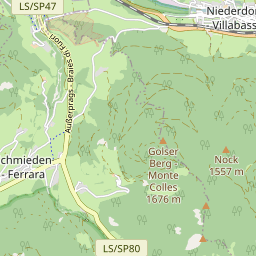 LS/SP47
Niederdor
Villabass
Außerprags - Braies
di Fuori
chmieden
- Ferrara
Golser
Berg -
Monte
Colles
1676 m
Nock
1557 m
LS/SP80